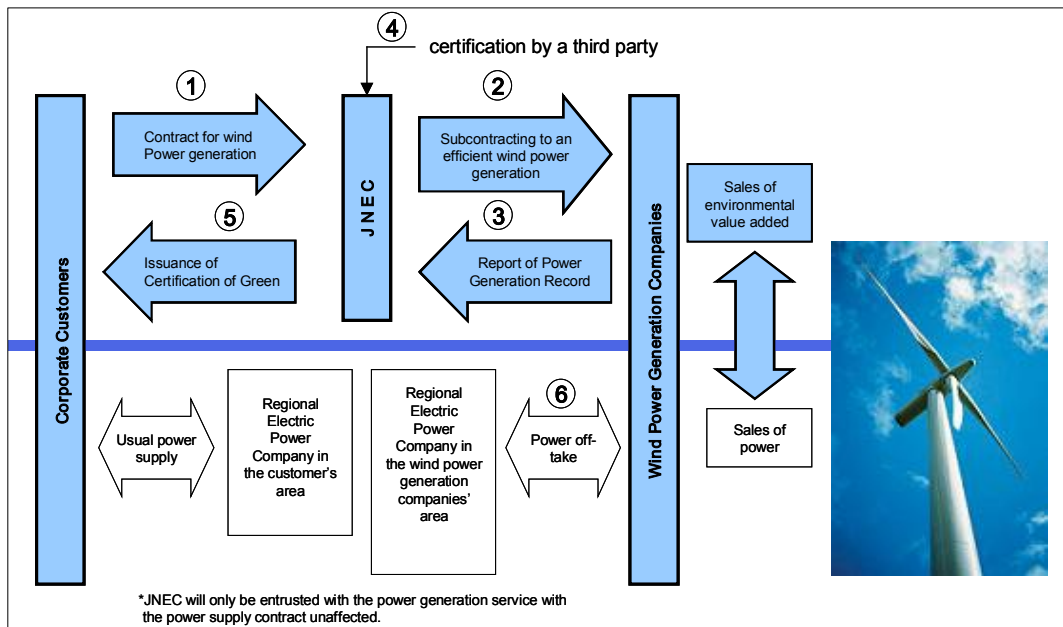 ④
certification by a third party
①
②
Contract for wind
Power generation
Subcontracting to an
efficient wind power
generation
⑤
③
Issuance of
Certification of Green
Report of Power
Generation Record
Corporate Customers
JNEC
Wind Power Generation Companies
Sales of
environmental
value added
Usual power
supply
Regional
Electric
Power
Company in
the customer's
area
Regional
Electric
Power
Company in
the wind power
generation
companies'
area
⑥
Power off-
take
Sales of
power
*JNEC will only be entrusted with the power generation service with
the power supply contract unaffected.